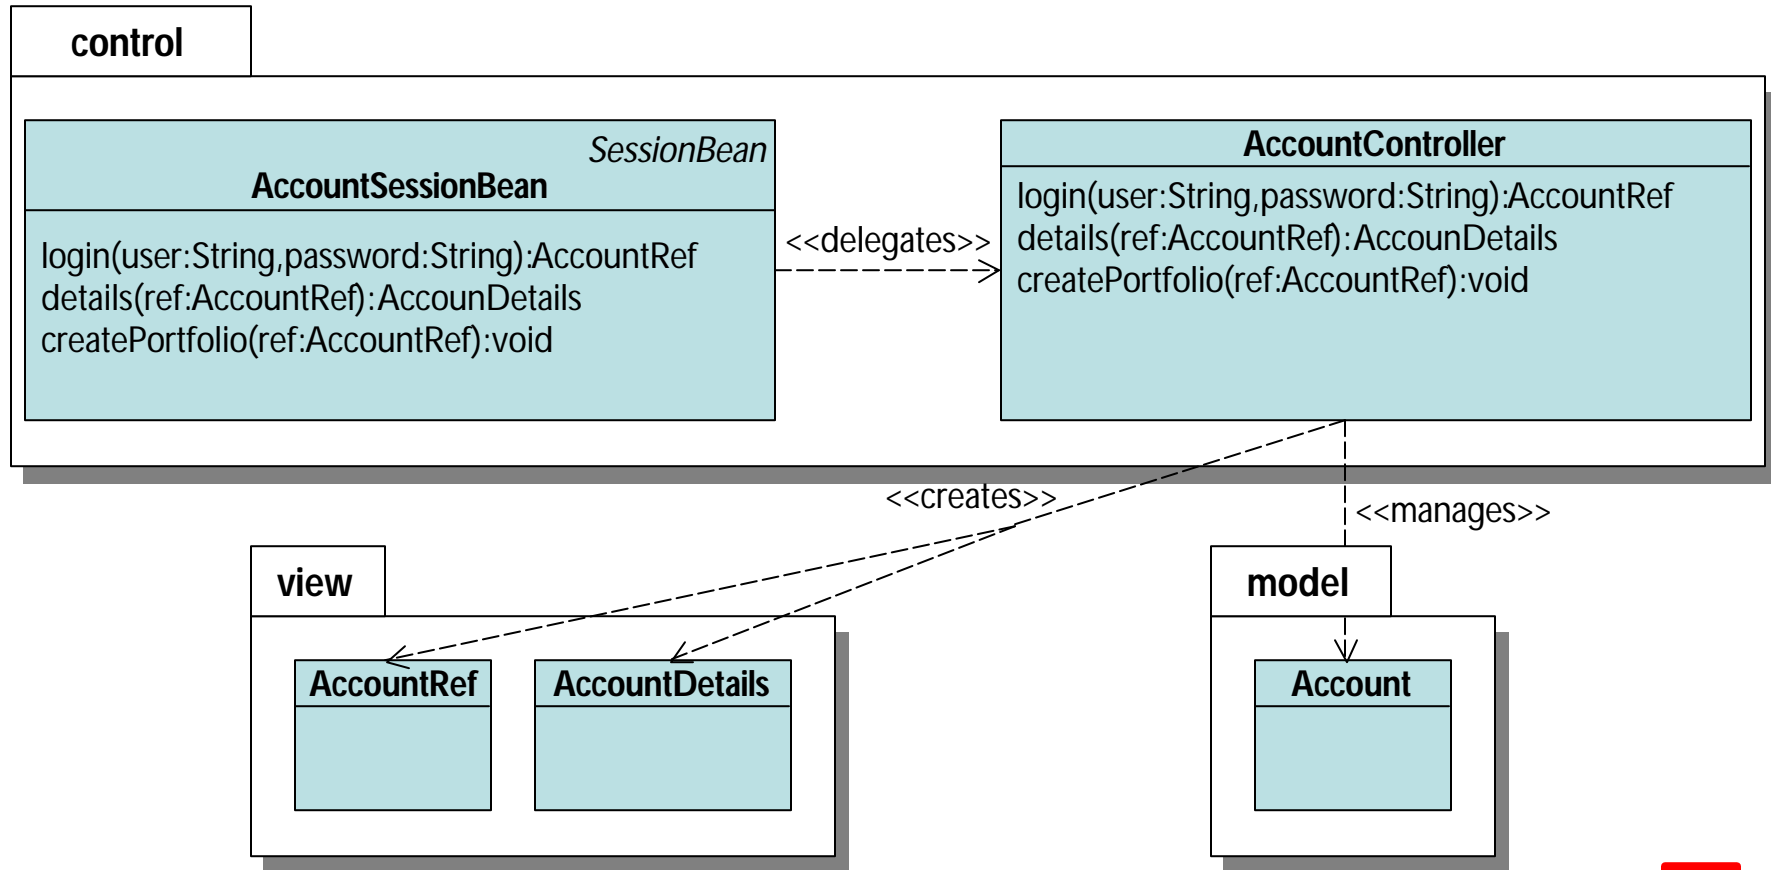 control
SessionBean
AccountSessionBean
login(user:String,password:String):AccountRef
details(ref:AccountRef):AccounDetails
createPortfolio(ref:AccountRef):void
<<delegates>>
AccountController
login(user:String,password:String):AccountRef
details(ref:AccountRef):AccounDetails
createPortfolio(ref:AccountRef):void
<<creates>>
<<manages>>
view
AccountRef
AccountDetails
model
Account